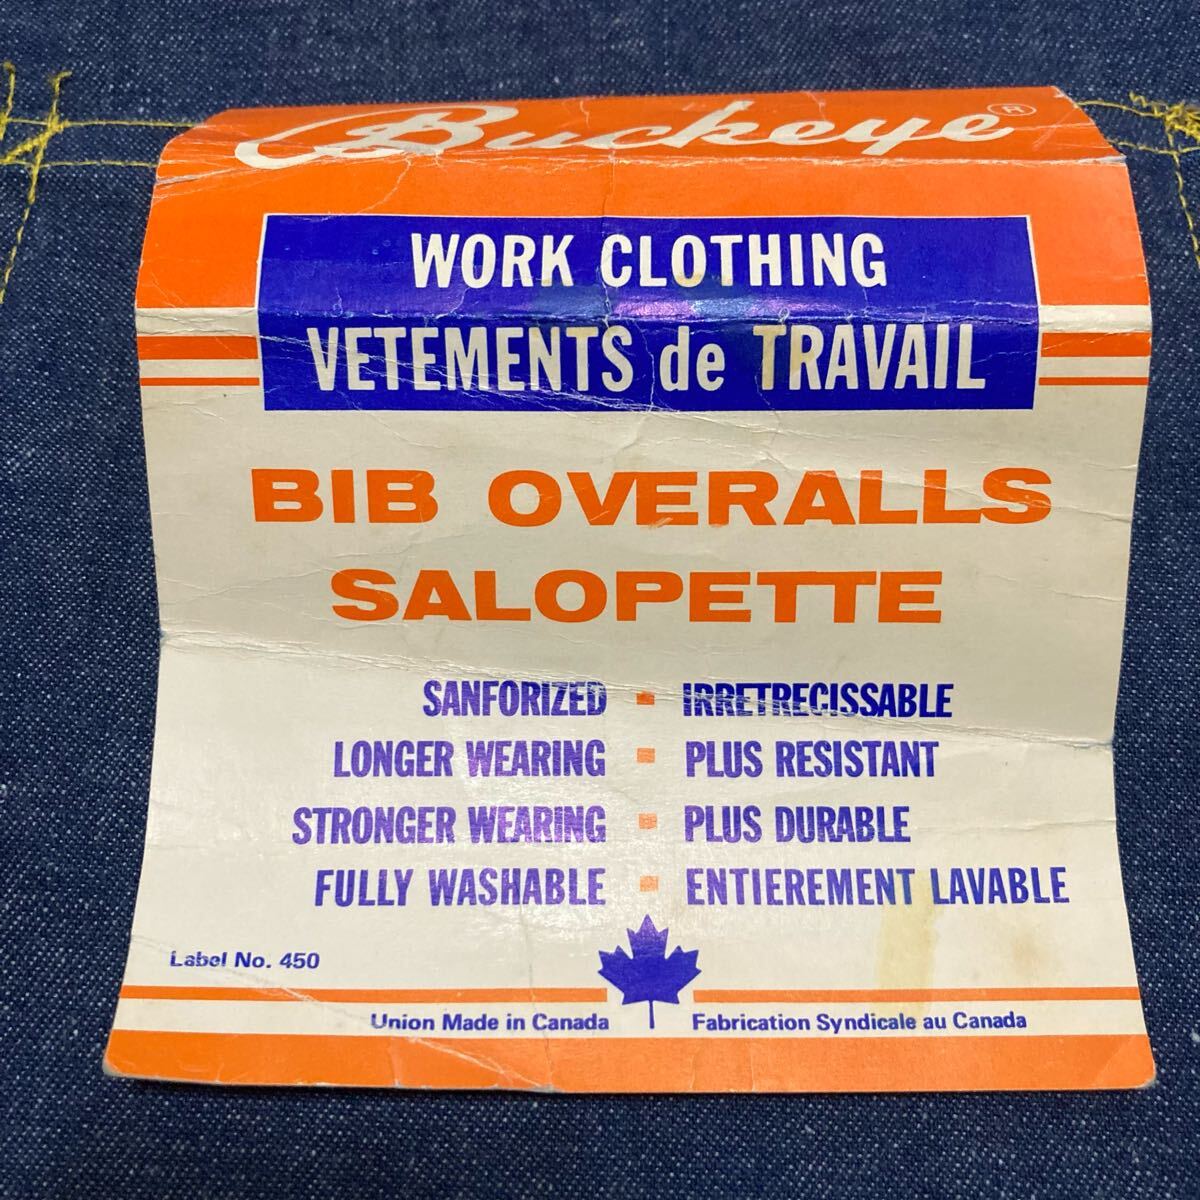 Buckeye®
WORK CLOTHING
VETEMENTS de TRAVAIL
BIB OVERALLS
SALOPETTE
SANFORIZED ▪ IRRETRECISSABLE
LONGER WEARING ▪ PLUS RESISTANT
STRONGER WEARING ▪ PLUS DURABLE
FULLY WASHABLE ▪ ENTIEREMENT LAVABLE
Label No. 450
Union Made in Canada Fabrication Syndicale au Canada